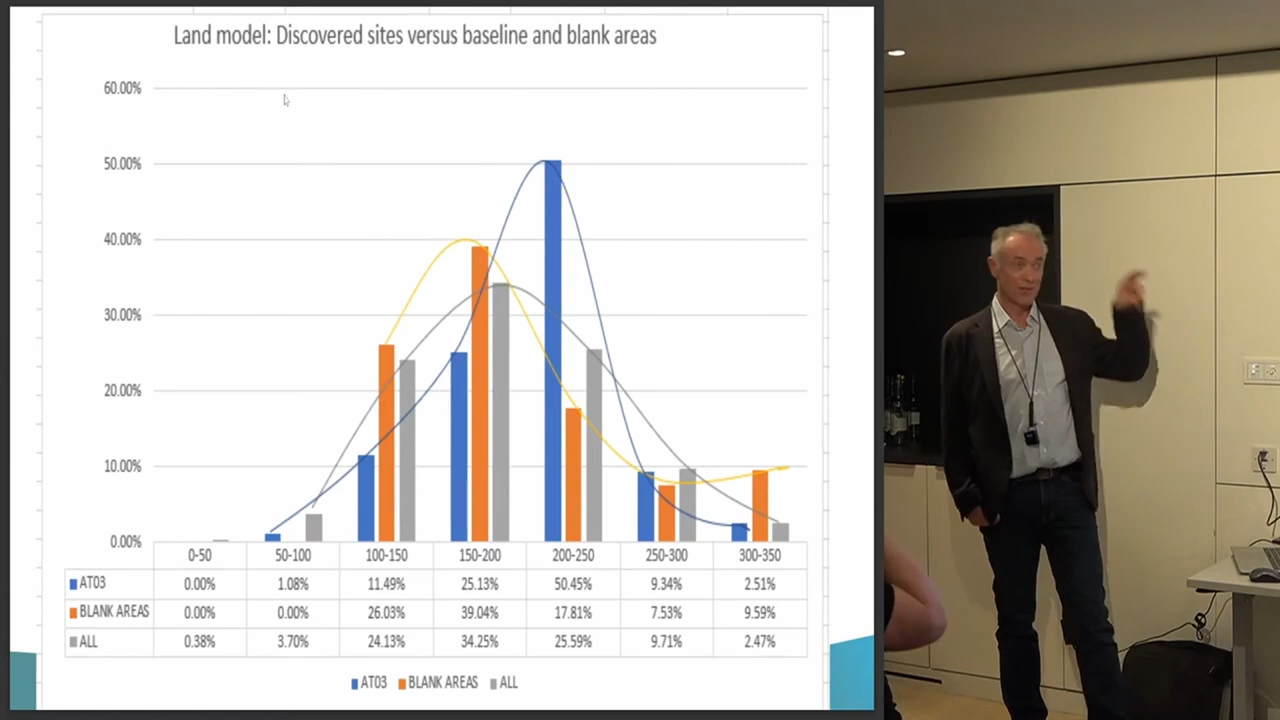 Land model: Discovered sites versus baseline and blank areas
60.00%
50.00%
40.00%
30.00%
20.00%
10.00%
0.00%
0-50 50-100 100-150 150-200 200-250 250-300 300-350
AT03 0.00% 1.08% 11.49% 25.13% 50.45% 9.34% 2.51%
BLANK AREAS 0.00% 0.00% 26.03% 39.04% 17.81% 7.53% 9.59%
ALL 0.38% 3.70% 24.13% 34.25% 25.59% 9.71% 2.47%
AT03 BLANK AREAS ALL